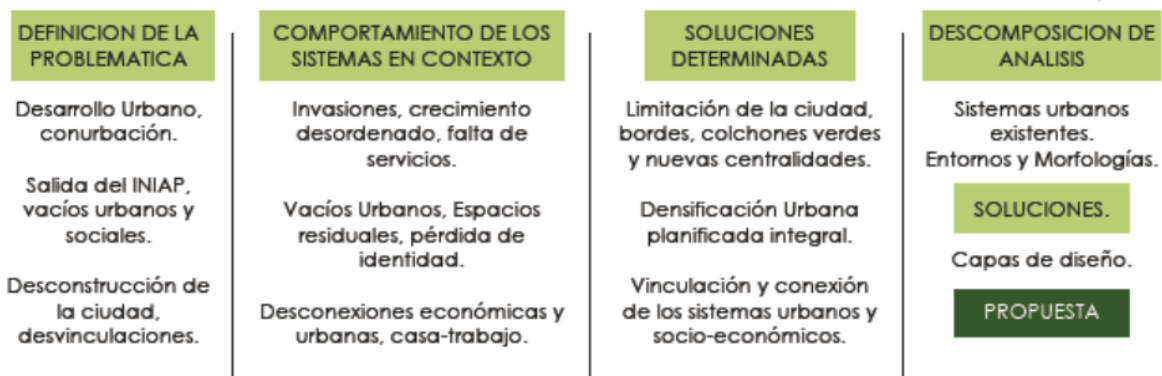 DEFINICION DE LA
PROBLEMATICA
Desarrollo Urbano,
conurbación.
Salida del INIAP,
vacíos urbanos y
sociales.
Desconstrucción de
la ciudad,
desvinculaciones.
COMPORTAMIENTO DE LOS
SISTEMAS EN CONTEXTO
Invasiones, crecimiento
desordenado, falta de
servicios.
Vacíos Urbanos, Espacios
residuales, pérdida de
identidad.
Desconexiones económicas y
urbanas, casa-trabajo.
SOLUCIONES
DETERMINADAS
Limitación de la ciudad,
bordes, colchones verdes
y nuevas centralidades.
Densificación Urbana
planificada integral.
Vinculación y conexión
de los sistemas urbanos y
socio-económicos.
DESCOMPOSICION DE
ANALISIS
Sistemas urbanos
existentes.
Entornos y Morfologías.
SOLUCIONES.
Capas de diseño.
PROPUESTA